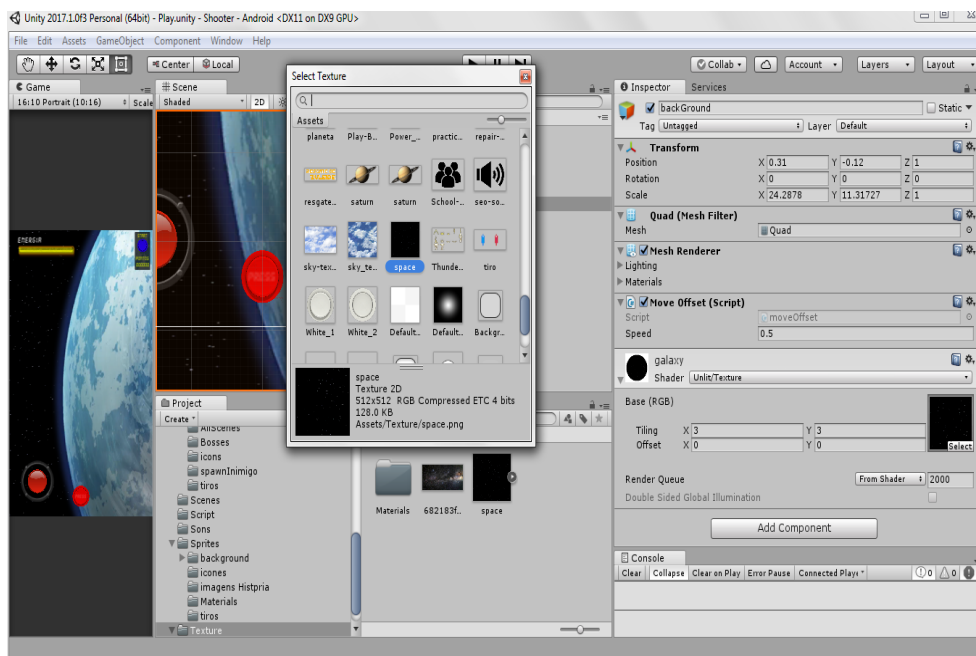 Unity 2017.1.0f3 Personal (64bit) - Play.unity - Shooter - Android <DX11 on DX9 GPU>
File Edit Assets GameObject Component Window Help
Center Local
Collab Account Layers Layout
Game
16:10 Portrait (10:16) Scale
ENERGIA
Scene
Shaded 2D
PRESS
Select Texture
Assets
planeta Play-B... Power_... practic... repair-...
resgate... saturn saturn School-... seo-so...
sky-tex... sky_te... space Thunde... tiro
White_1 White_2 Default... Default... Backgr...
space
Texture 2D
512x512 RGB Compressed ETC 4 bits
128.0 KB
Assets/Texture/space.png
Project
Create
AllScenes
Bosses
icons
spawnInimigo
tiros
Scenes
Script
Sons
Sprites
background
icones
imagens Histpria
Materials
tiros
Texture
Materials 682183f... space
Inspector Services
backGround Static
Tag Untagged Layer Default
Transform
Position X 0.31 Y -0.12 Z 1
Rotation X 0 Y 0 Z 0
Scale X 24.2878 Y 11.31727 Z 1
Quad (Mesh Filter)
Mesh Quad
Mesh Renderer
Lighting
Materials
Move Offset (Script)
Script moveOffset
Speed 0.5
galaxy
Shader Unlit/Texture
Base (RGB)
Tiling X 3 Y 3
Offset X 0 Y 0
Select
Render Queue From Shader 2000
Double Sided Global Illumination
Add Component
Console
Clear Collapse Clear on Play Error Pause Connected Playe
0 0